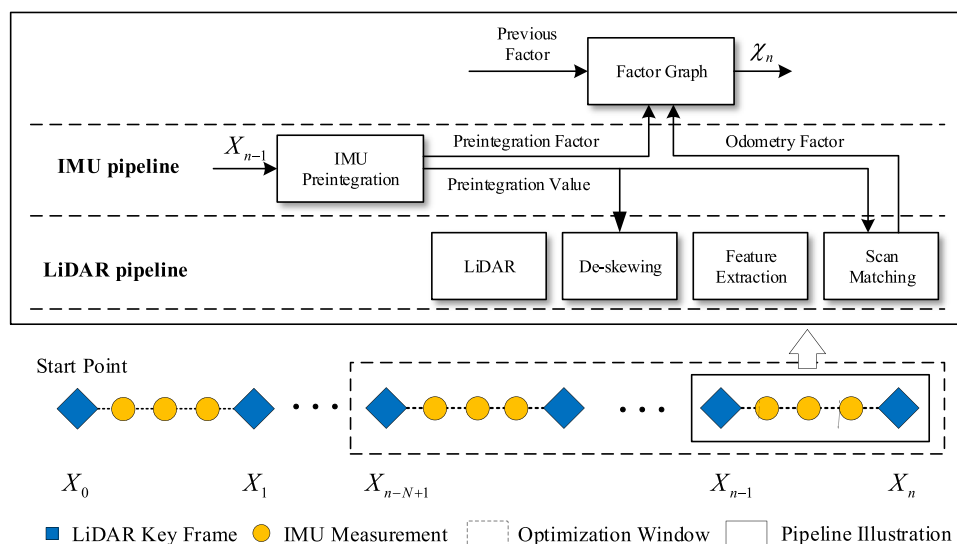 Previous
Factor
Factor Graph
χn
IMU pipeline
Xn−1
IMU
Preintegration
Preintegration Factor
Odometry Factor
Preintegration Value
LiDAR pipeline
LiDAR
De-skewing
Feature
Extraction
Scan
Matching
Start Point
X0
X1
Xn−N+1
Xn−1
Xn
LiDAR Key Frame
IMU Measurement
Optimization Window
Pipeline Illustration